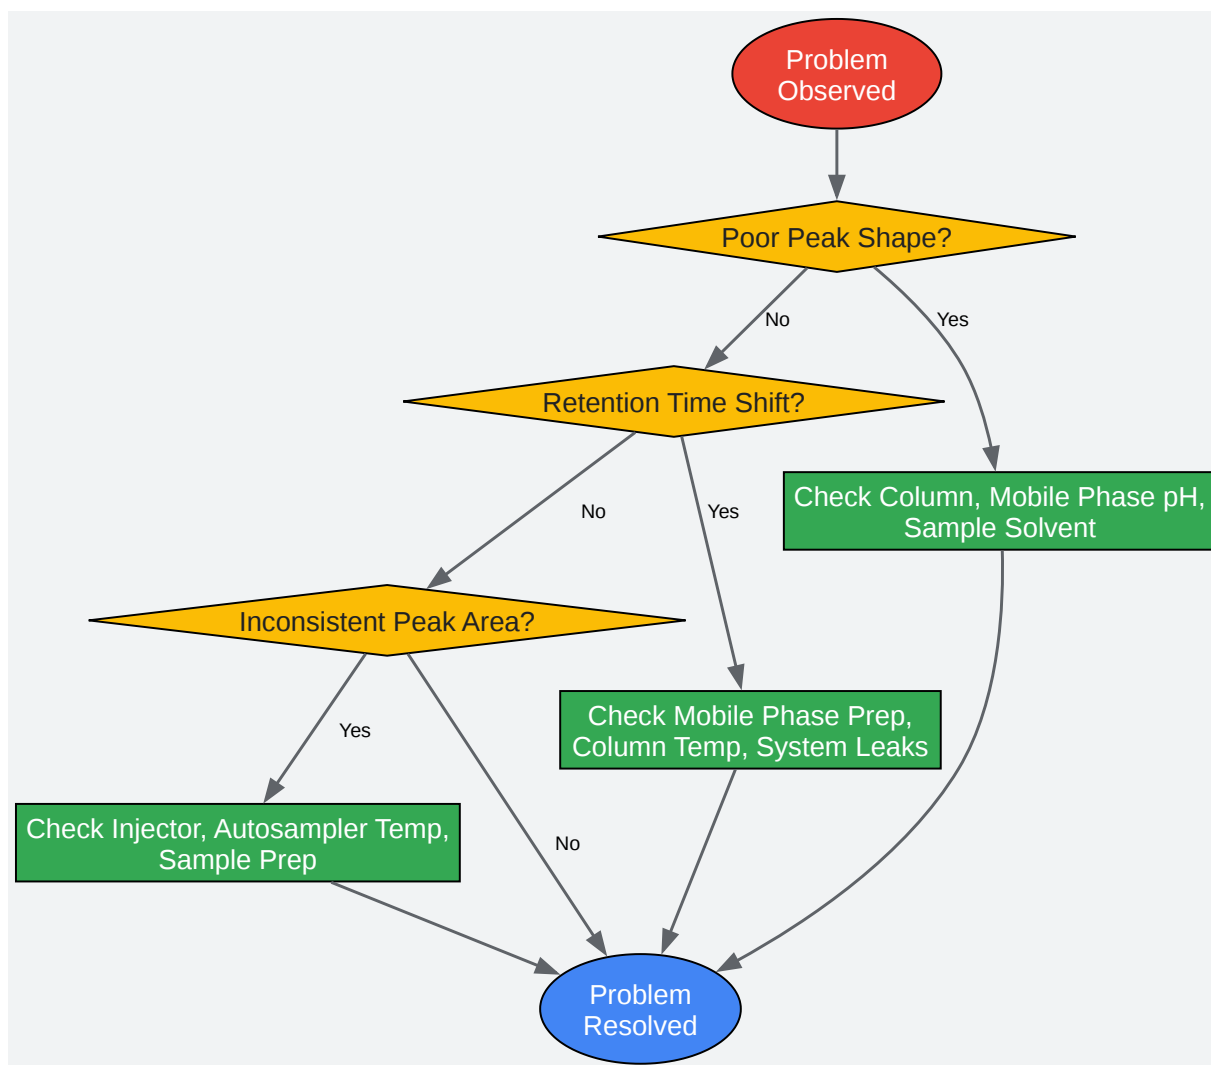 Problem
Observed
Poor Peak Shape?
No
Yes
Retention Time Shift?
Check Column, Mobile Phase pH,
Sample Solvent
No
Yes
Inconsistent Peak Area?
Check Mobile Phase Prep,
Column Temp, System Leaks
Yes
Check Injector, Autosampler Temp,
Sample Prep
No
Problem
Resolved